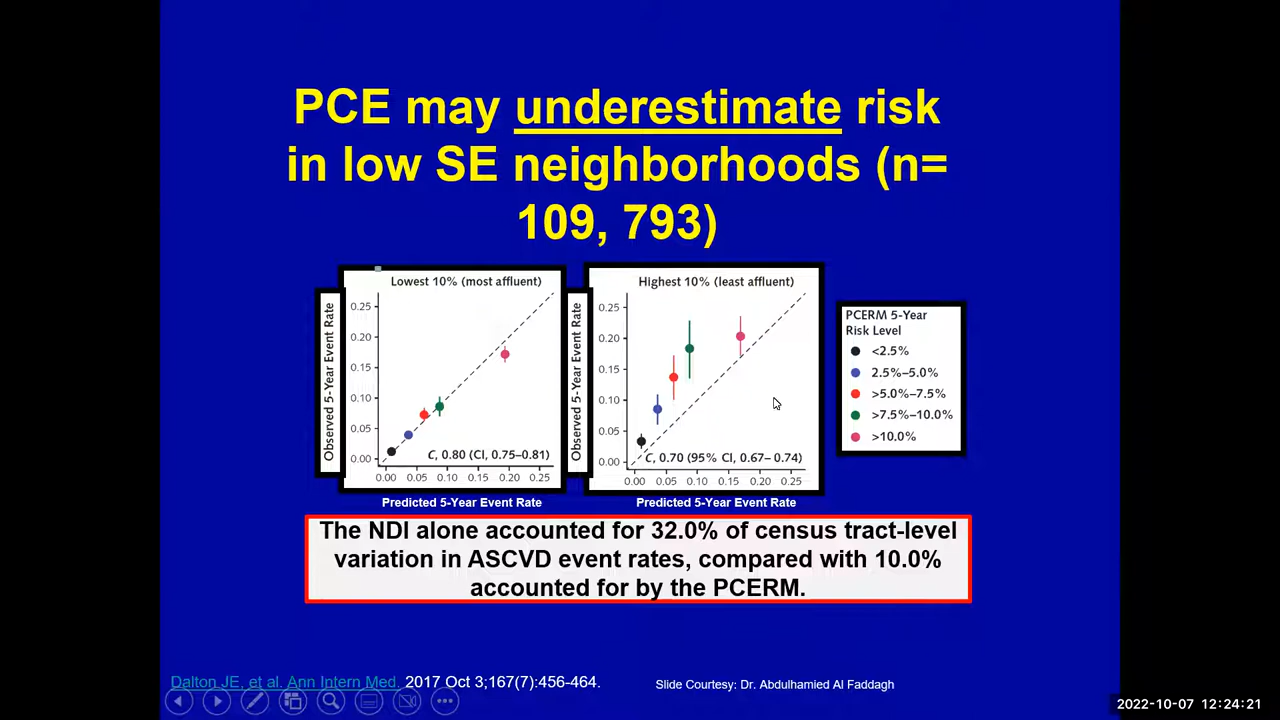 PCE may underestimate risk
in low SE neighborhoods (n=
109, 793)
Lowest 10% (most affluent)
Observed 5-Year Event Rate
0.25
0.20
0.15
0.10
0.05
0.00
C, 0.80 (CI, 0.75–0.81)
0.00 0.05 0.10 0.15 0.20 0.25
Predicted 5-Year Event Rate
Highest 10% (least affluent)
Observed 5-Year Event Rate
0.25
0.20
0.15
0.10
0.05
0.00
C, 0.70 (95% CI, 0.67– 0.74)
0.00 0.05 0.10 0.15 0.20 0.25
Predicted 5-Year Event Rate
PCERM 5-Year
Risk Level
<2.5%
2.5%–5.0%
>5.0%–7.5%
>7.5%–10.0%
>10.0%
The NDI alone accounted for 32.0% of census tract-level
variation in ASCVD event rates, compared with 10.0%
accounted for by the PCERM.
Dalton JE, et al. Ann Intern Med. 2017 Oct 3;167(7):456-464.
Slide Courtesy: Dr. Abdulhamied Al Faddagh
2022-10-07 12:24:21